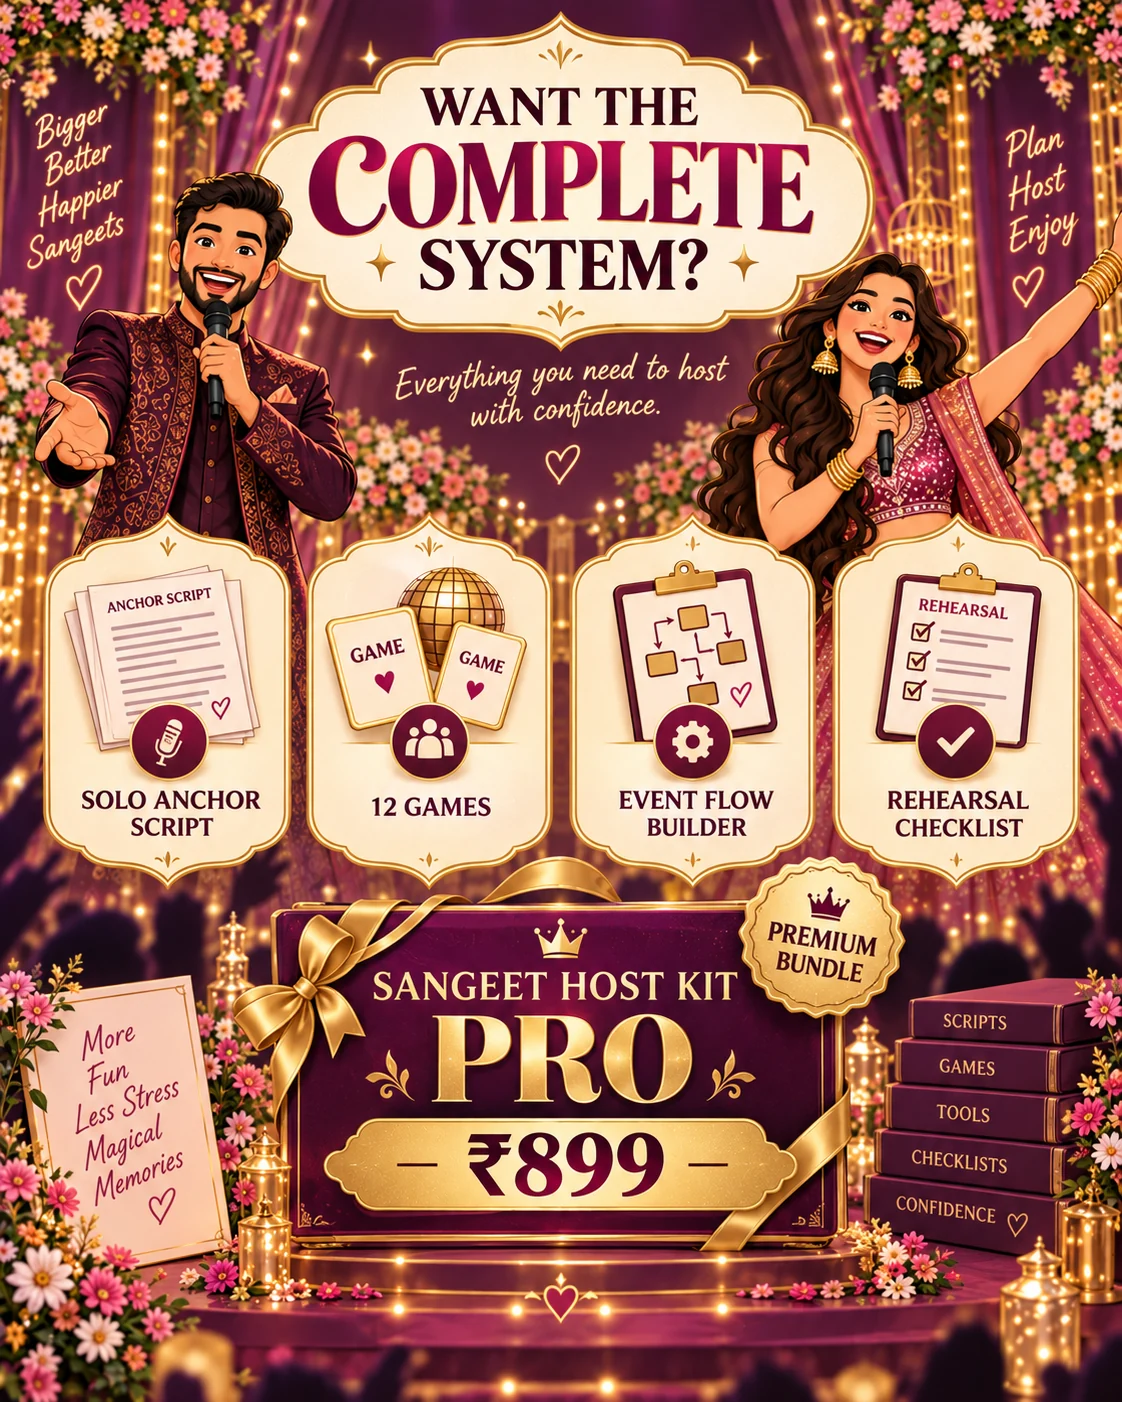 WANT THE
COMPLETE
SYSTEM?
Bigger
Better
Happier
Sangeets
Plan
Host
Enjoy
Everything you need to host
with confidence.
ANCHOR SCRIPT
SOLO ANCHOR
SCRIPT
GAME
GAME
12 GAMES
EVENT FLOW
BUILDER
REHEARSAL
REHEARSAL
CHECKLIST
PREMIUM
BUNDLE
SANGEET HOST KIT
PRO
₹899
More
Fun
Less Stress
Magical
Memories
SCRIPTS
GAMES
TOOLS
CHECKLISTS
CONFIDENCE